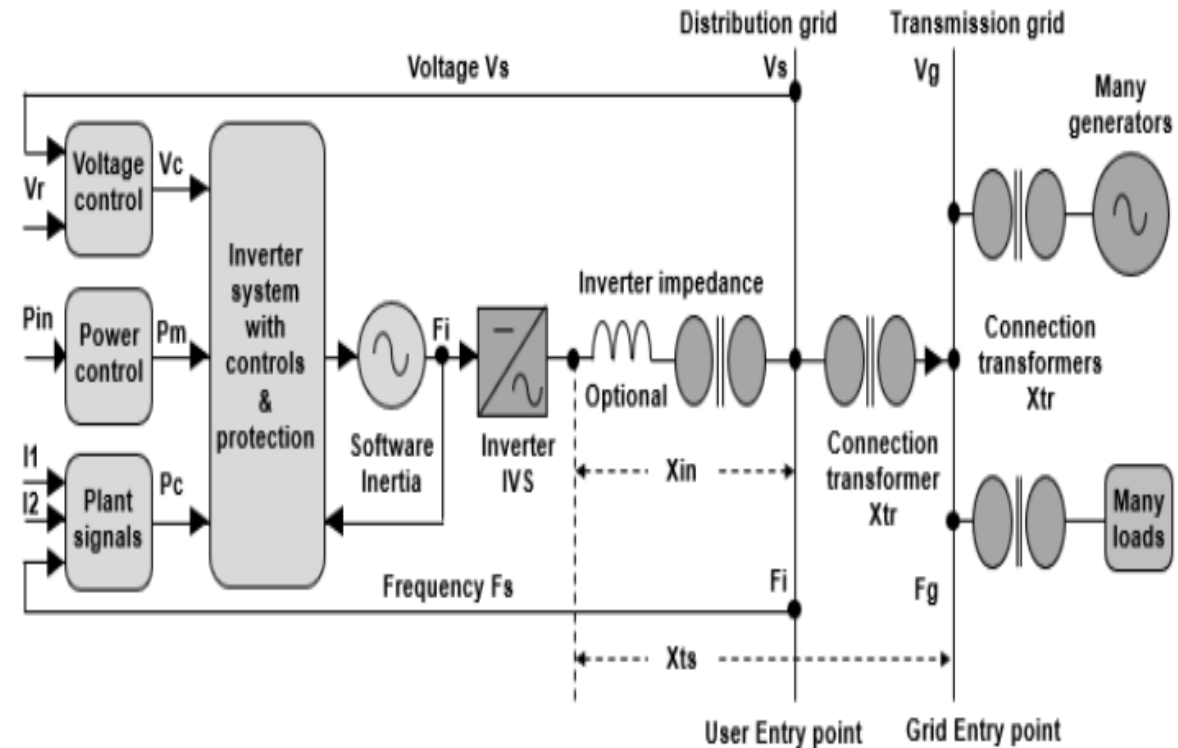 Distribution grid
Transmission grid
Voltage Vs
Vs
Vg
Many
generators
Voltage
control
Vc
Vr
Inverter
system
with
controls
&
protection
Inverter impedance
Pin
Power
control
Pm
Fi
Optional
Connection
transformers
Xtr
Software
Inertia
Inverter
IVS
Xin
Connection
transformer
Xtr
I1
I2
Plant
signals
Pc
Many
loads
Frequency Fs
Fi
Fg
Xts
User Entry point
Grid Entry point